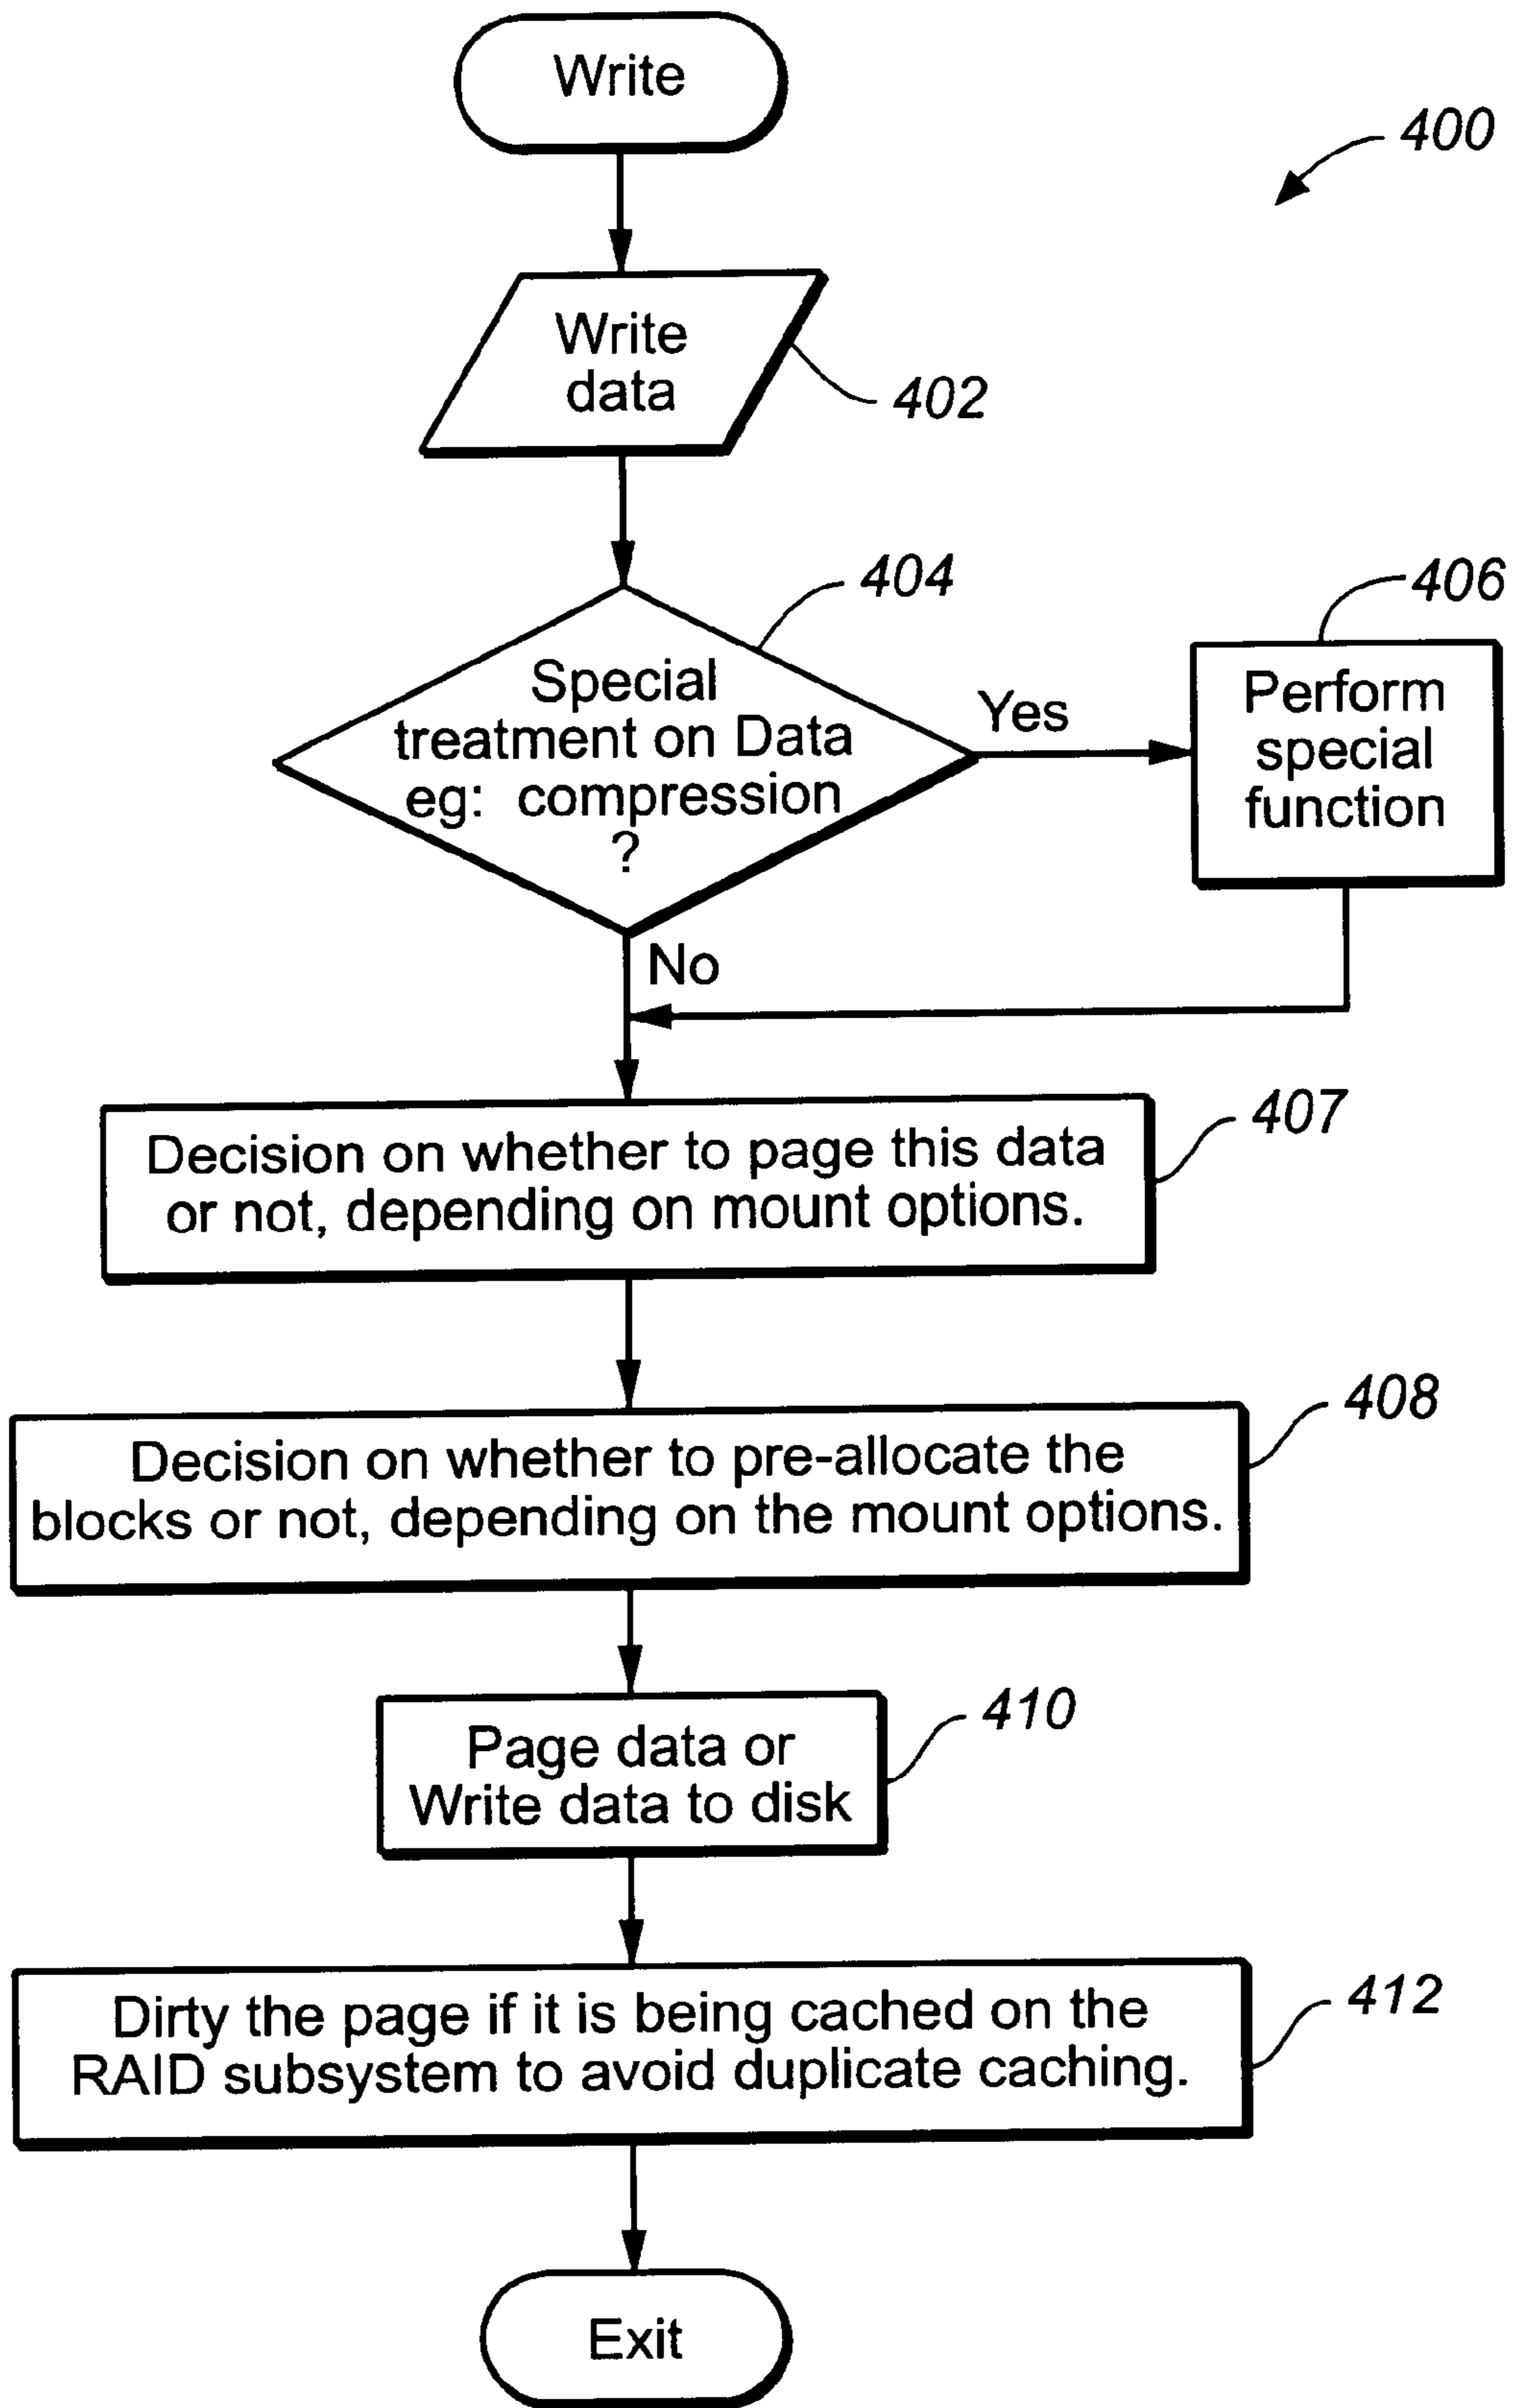 Write
400
Write
data
402
404
406
Special
treatment on Data
eg: compression
?
Yes
Perform
special
function
No
407
Decision on whether to page this data
or not, depending on mount options.
408
Decision on whether to pre-allocate the
blocks or not, depending on the mount options.
410
Page data or
Write data to disk
412
Dirty the page if it is being cached on the
RAID subsystem to avoid duplicate caching.
Exit